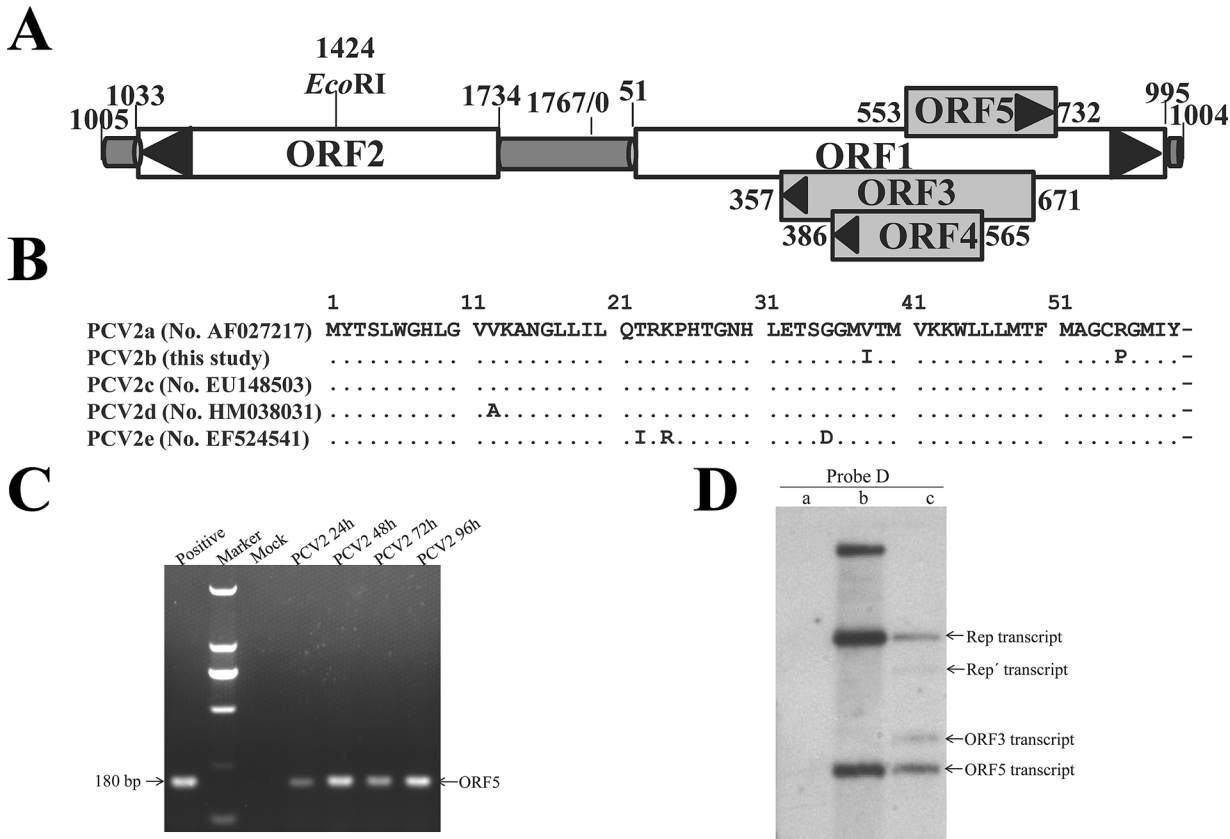 A
1424
EcoRI
1005 1033 1734 1767/0 51 553 ORF5 732 995 1004
ORF2 ORF1
357 ORF3 671
386 ORF4 565
B
1 11 21 31 41 51
PCV2a (No. AF027217) MYTSLWGHLG VVKANGLLIL QTRKPHTGNH LETSGGMVTM VKKWLLLMTF MAGCRGMIY-
PCV2b (this study) .......... .......... .......... .......I.. .......... ....P....-
PCV2c (No. EU148503) .......... .......... .......... .......... .......... .........-
PCV2d (No. HM038031) .......... .A........ .......... .......... .......... .........-
PCV2e (No. EF524541) .......... .......... .I.R...... ....D..... .......... .........-
C
Positive Marker Mock PCV2 24h PCV2 48h PCV2 72h PCV2 96h
180 bp ORF5
D
Probe D
a b c
Rep transcript
Rep´ transcript
ORF3 transcript
ORF5 transcript